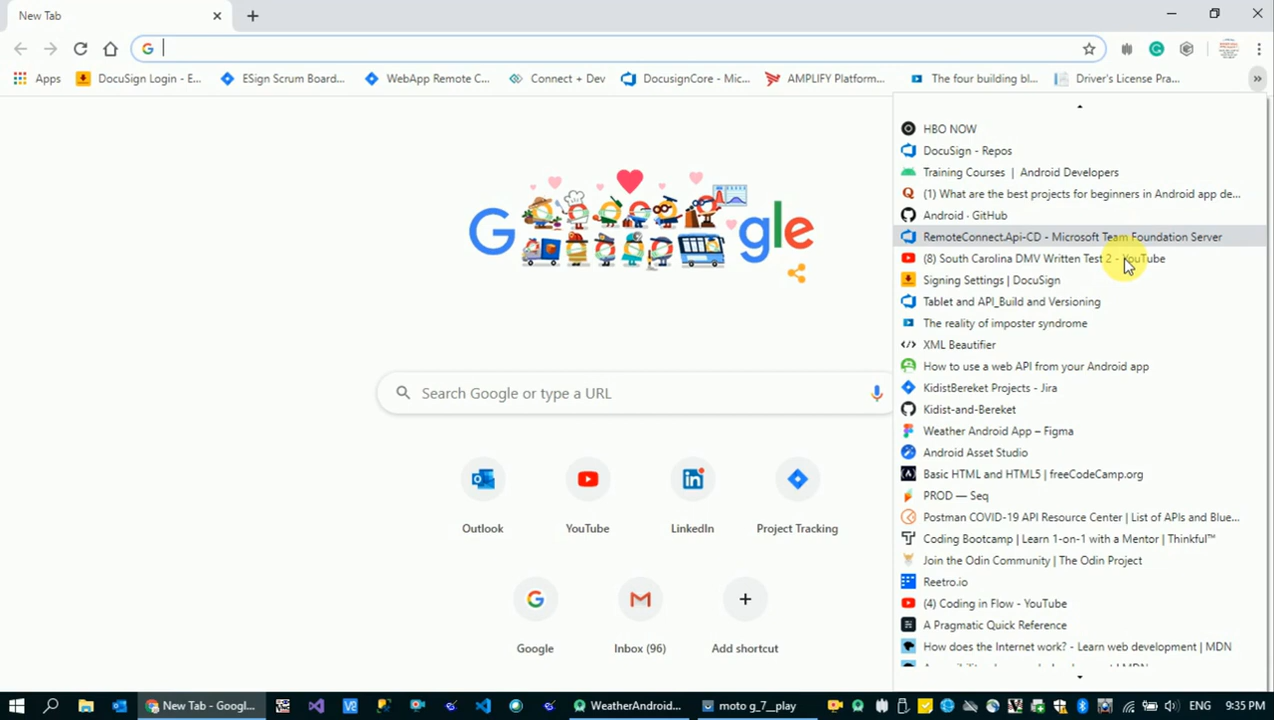 New Tab
Apps
DocuSign Login - E...
ESign Scrum Board...
WebApp Remote C...
Connect + Dev
DocusignCore - Mic...
AMPLIFY Platform...
The four building bl...
Driver's License Pra...
»
HBO NOW
DocuSign - Repos
Training Courses | Android Developers
(1) What are the best projects for beginners in Android app de...
Android · GitHub
RemoteConnect.Api-CD - Microsoft Team Foundation Server
(8) South Carolina DMV Written Test 2 - YouTube
Signing Settings | DocuSign
Tablet and API_Build and Versioning
The reality of imposter syndrome
XML Beautifier
How to use a web API from your Android app
KidistBereket Projects - Jira
Kidist-and-Bereket
Weather Android App – Figma
Android Asset Studio
Basic HTML and HTML5 | freeCodeCamp.org
PROD — Seq
Postman COVID-19 API Resource Center | List of APIs and Blue...
Coding Bootcamp | Learn 1-on-1 with a Mentor | Thinkful™
Join the Odin Community | The Odin Project
Reetro.io
(4) Coding in Flow - YouTube
A Pragmatic Quick Reference
How does the Internet work? - Learn web development | MDN
G gle
Search Google or type a URL
Outlook
YouTube
LinkedIn
Project Tracking
Google
Inbox (96)
Add shortcut
New Tab - Googl...
WeatherAndroid...
moto g_7__play
ENG
9:35 PM